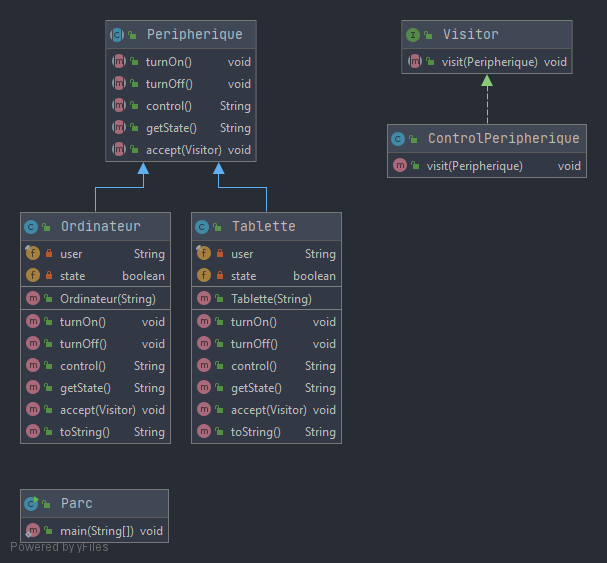 Peripherique
turnOn() void
turnOff() void
control() String
getState() String
accept(Visitor) void
Visitor
visit(Peripherique) void
ControlPeripherique
visit(Peripherique) void
Ordinateur
user String
state boolean
Ordinateur(String)
turnOn() void
turnOff() void
control() String
getState() String
accept(Visitor) void
toString() String
Tablette
user String
state boolean
Tablette(String)
turnOn() void
turnOff() void
control() String
getState() String
accept(Visitor) void
toString() String
Parc
main(String[]) void
Powered by yFiles